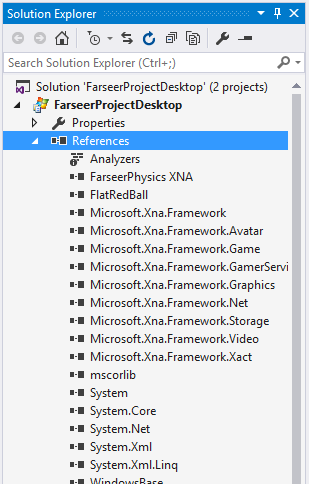 Solution Explorer
Search Solution Explorer (Ctrl+;)
Solution 'FarseerProjectDesktop' (2 projects)
FarseerProjectDesktop
Properties
References
Analyzers
FarseerPhysics XNA
FlatRedBall
Microsoft.Xna.Framework
Microsoft.Xna.Framework.Avatar
Microsoft.Xna.Framework.Game
Microsoft.Xna.Framework.GamerServi
Microsoft.Xna.Framework.Graphics
Microsoft.Xna.Framework.Net
Microsoft.Xna.Framework.Storage
Microsoft.Xna.Framework.Video
Microsoft.Xna.Framework.Xact
mscorlib
System
System.Core
System.Net
System.Xml
System.Xml.Linq
WindowsBase